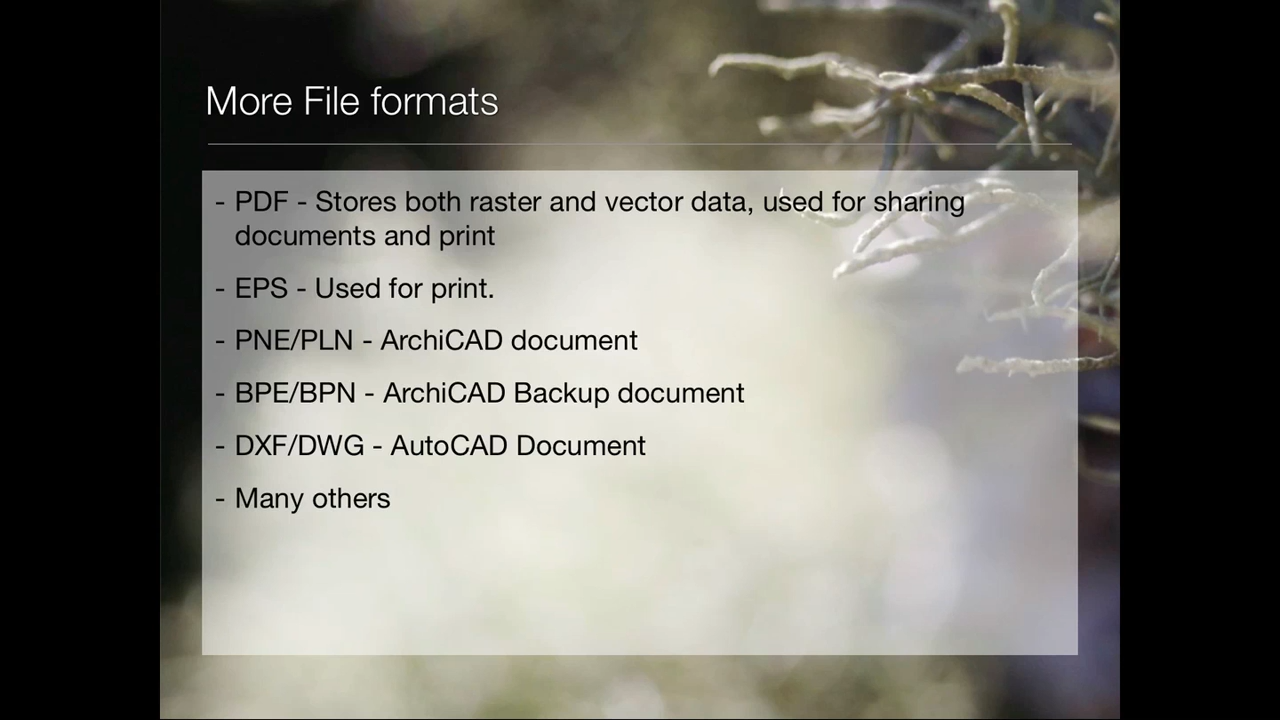 More File formats
- PDF - Stores both raster and vector data, used for sharing
documents and print
- EPS - Used for print.
- PNE/PLN - ArchiCAD document
- BPE/BPN - ArchiCAD Backup document
- DXF/DWG - AutoCAD Document
- Many others